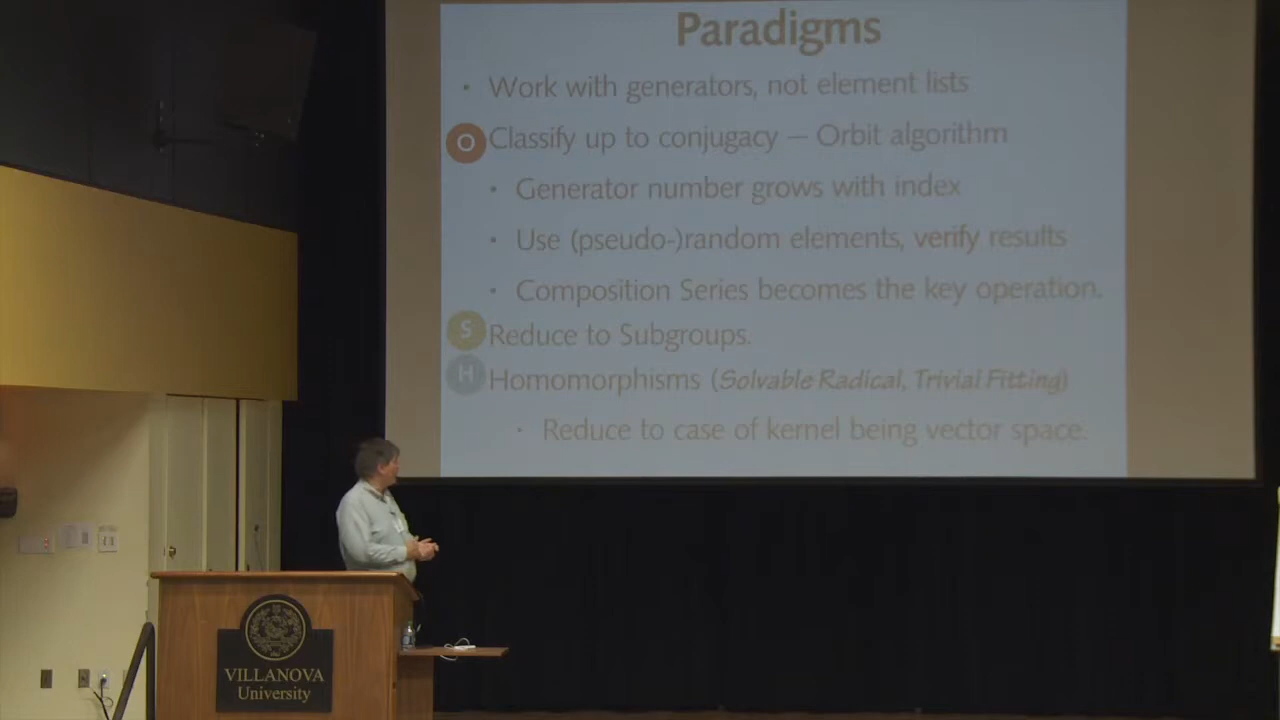 Paradigms
· Work with generators, not element lists
O Classify up to conjugacy — Orbit algorithm
· Generator number grows with index
· Use (pseudo-)random elements, verify results
· Composition Series becomes the key operation.
S Reduce to Subgroups.
H Homomorphisms (Solvable Radical, Trivial Fitting)
· Reduce to case of kernel being vector space.
VILLANOVA
University